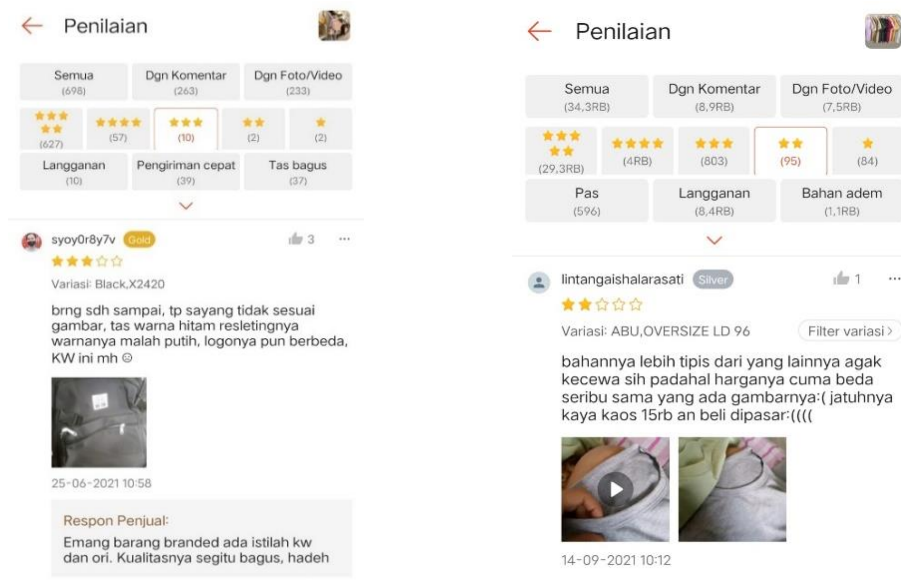 Penilaian
Semua
(698)
Dgn Komentar
(263)
Dgn Foto/Video
(233)
(627)
(57)
(10)
(2)
(2)
Langganan
(10)
Pengiriman cepat
(39)
Tas bagus
(37)
syoy0r8y7v Gold
3
Variasi: Black,X2420
brng sdh sampai, tp sayang tidak sesuai
gambar, tas warna hitam resletingnya
warnanya malah putih, logonya pun berbeda,
KW ini mh ☹
25-06-2021 10:58
Respon Penjual:
Emang barang branded ada istilah kw
dan ori. Kualitasnya segitu bagus, hadeh
Penilaian
Semua
(34,3RB)
Dgn Komentar
(8,9RB)
Dgn Foto/Video
(7,5RB)
(29,3RB)
(4RB)
(803)
(95)
(84)
Pas
(596)
Langganan
(8,4RB)
Bahan adem
(1,1RB)
lintangaishalarasati Silver
1
Variasi: ABU,OVERSIZE LD 96
Filter variasi >
bahannya lebih tipis dari yang lainnya agak
kecewa sih padahal harganya cuma beda
seribu sama yang ada gambarnya:( jatuhnya
kaya kaos 15rb an beli dipasar:((((
14-09-2021 10:12